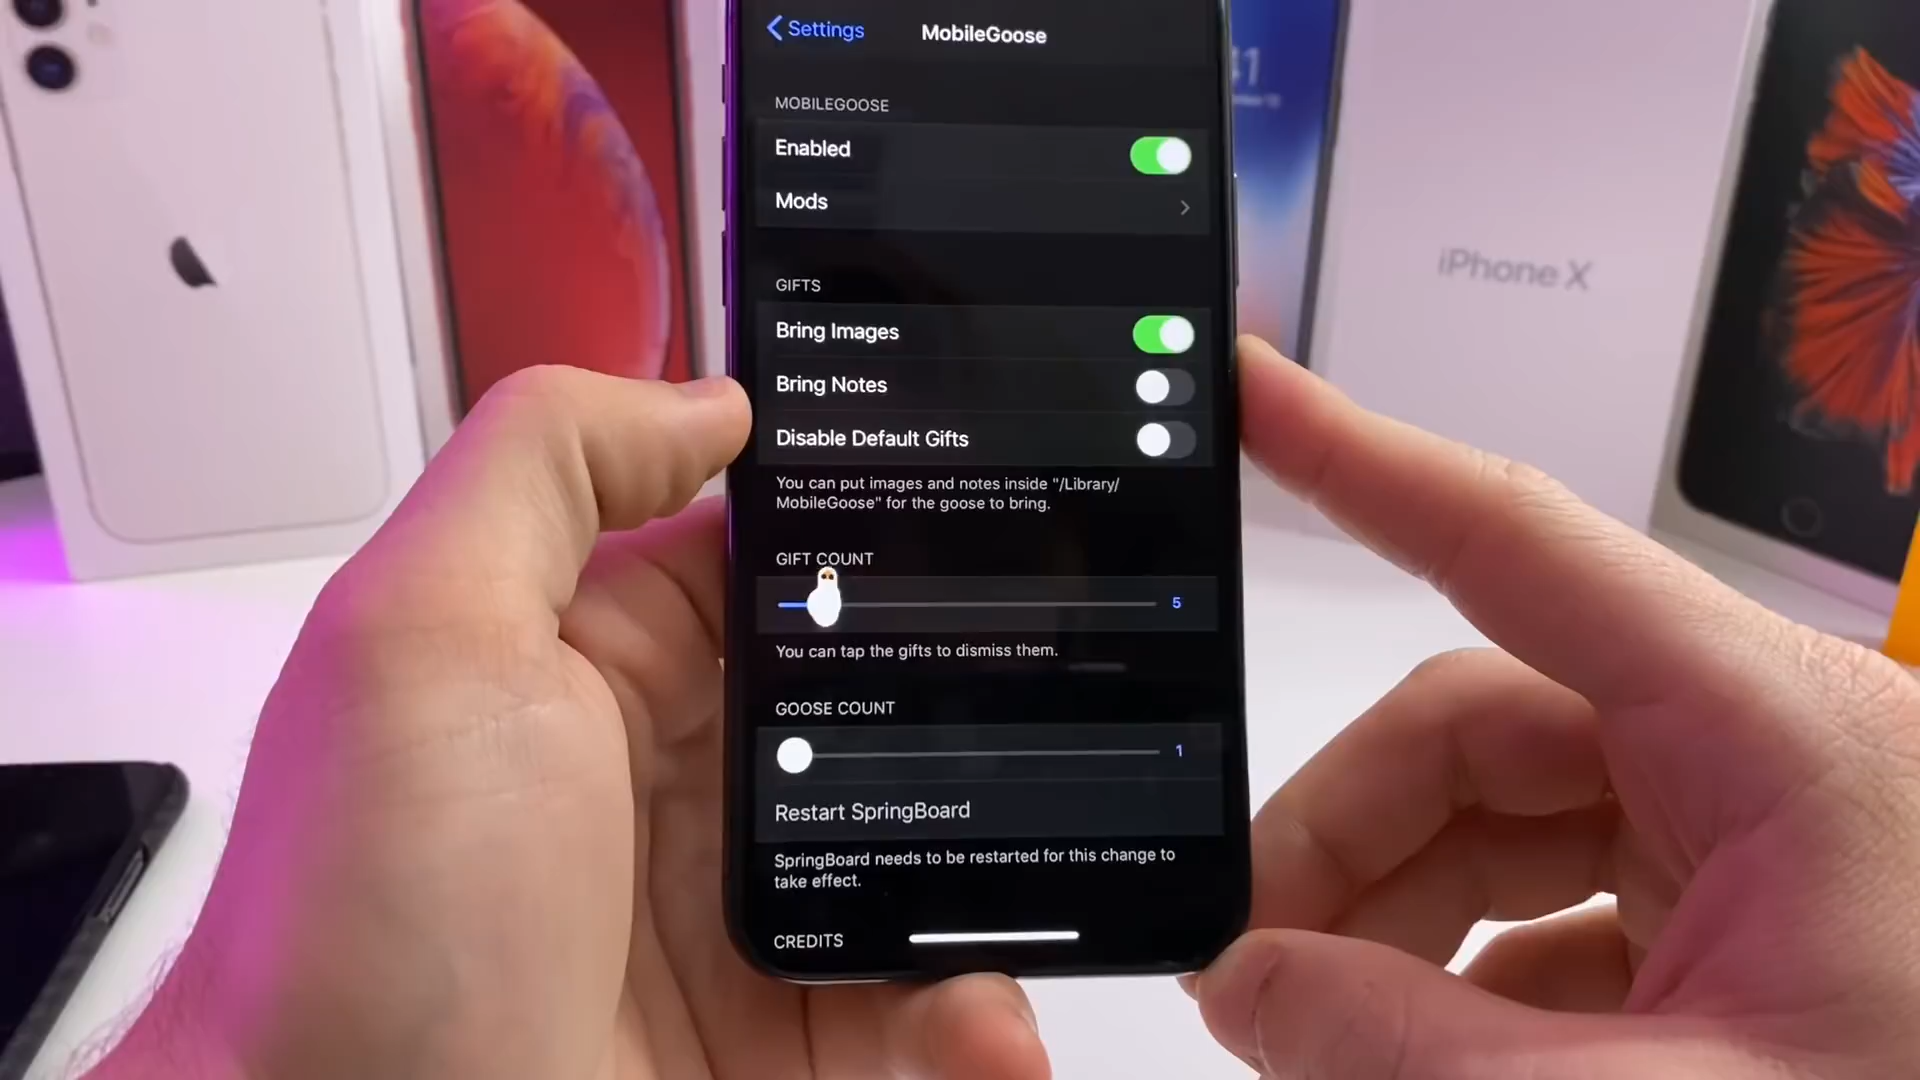 Settings
MobileGoose
MOBILEGOOSE
Enabled
Mods
GIFTS
Bring Images
Bring Notes
Disable Default Gifts
You can put images and notes inside "/Library/
MobileGoose" for the goose to bring.
GIFT COUNT
5
You can tap the gifts to dismiss them.
GOOSE COUNT
1
Restart SpringBoard
SpringBoard needs to be restarted for this change to
take effect.
CREDITS
41
iPhone X